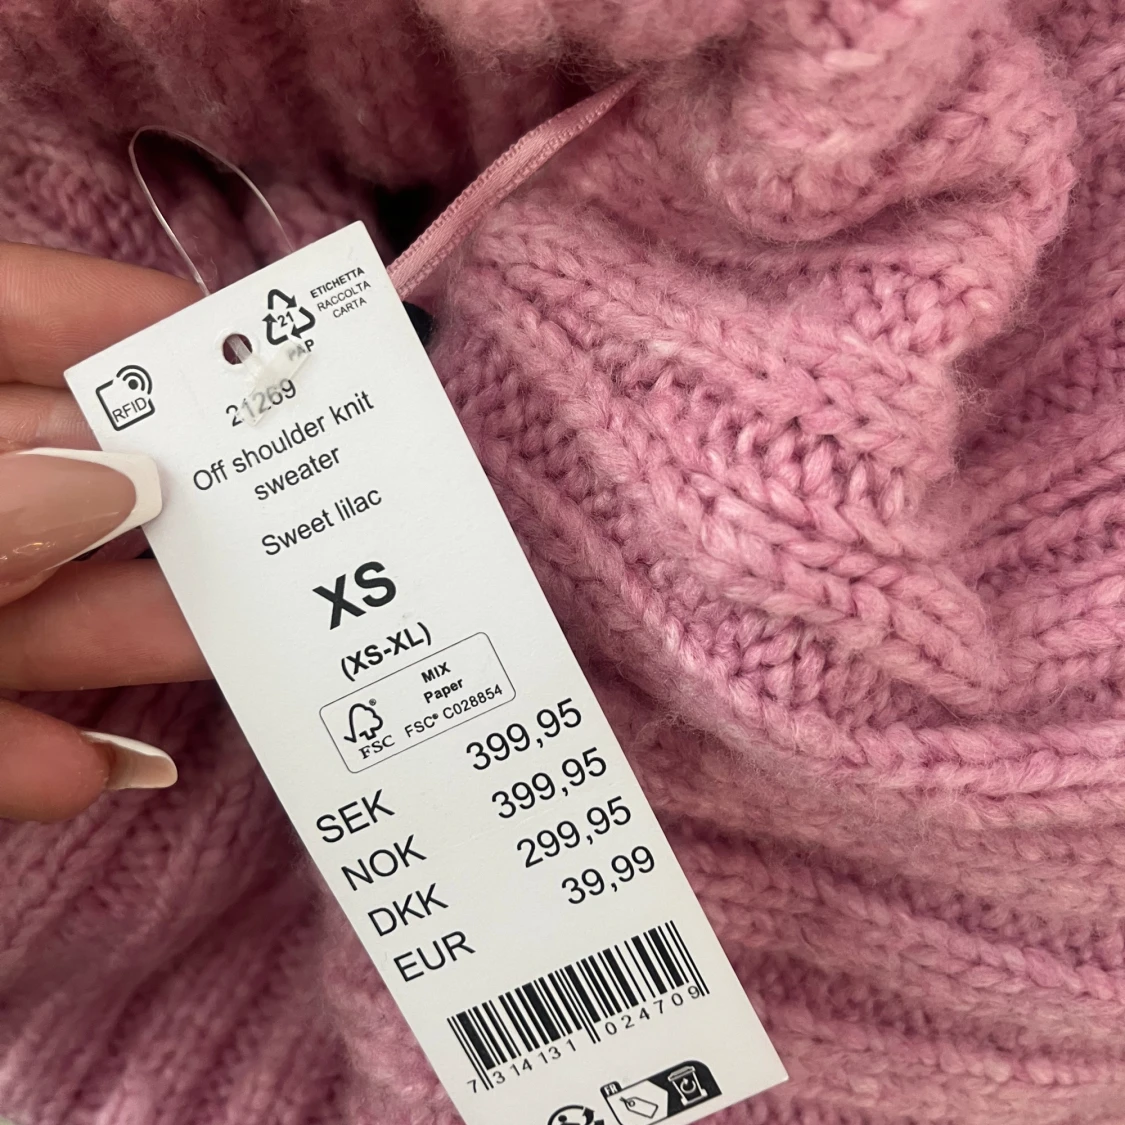 ETICHETTA
RACCOLTA
CARTA
21
PAP
RFID
21269
Off shoulder knit
sweater
Sweet lilac
XS
(XS-XL)
MIX
Paper
FSC® C028854
FSC
SEK 399,95
NOK 399,95
DKK 299,95
EUR 39,99
7 314131 024709
FR